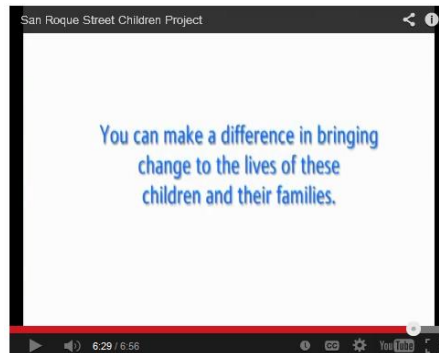 San Roque Street Children Project
You can make a difference in bringing
change to the lives of these
children and their families.
6:29 / 6:56
CC
YouTube